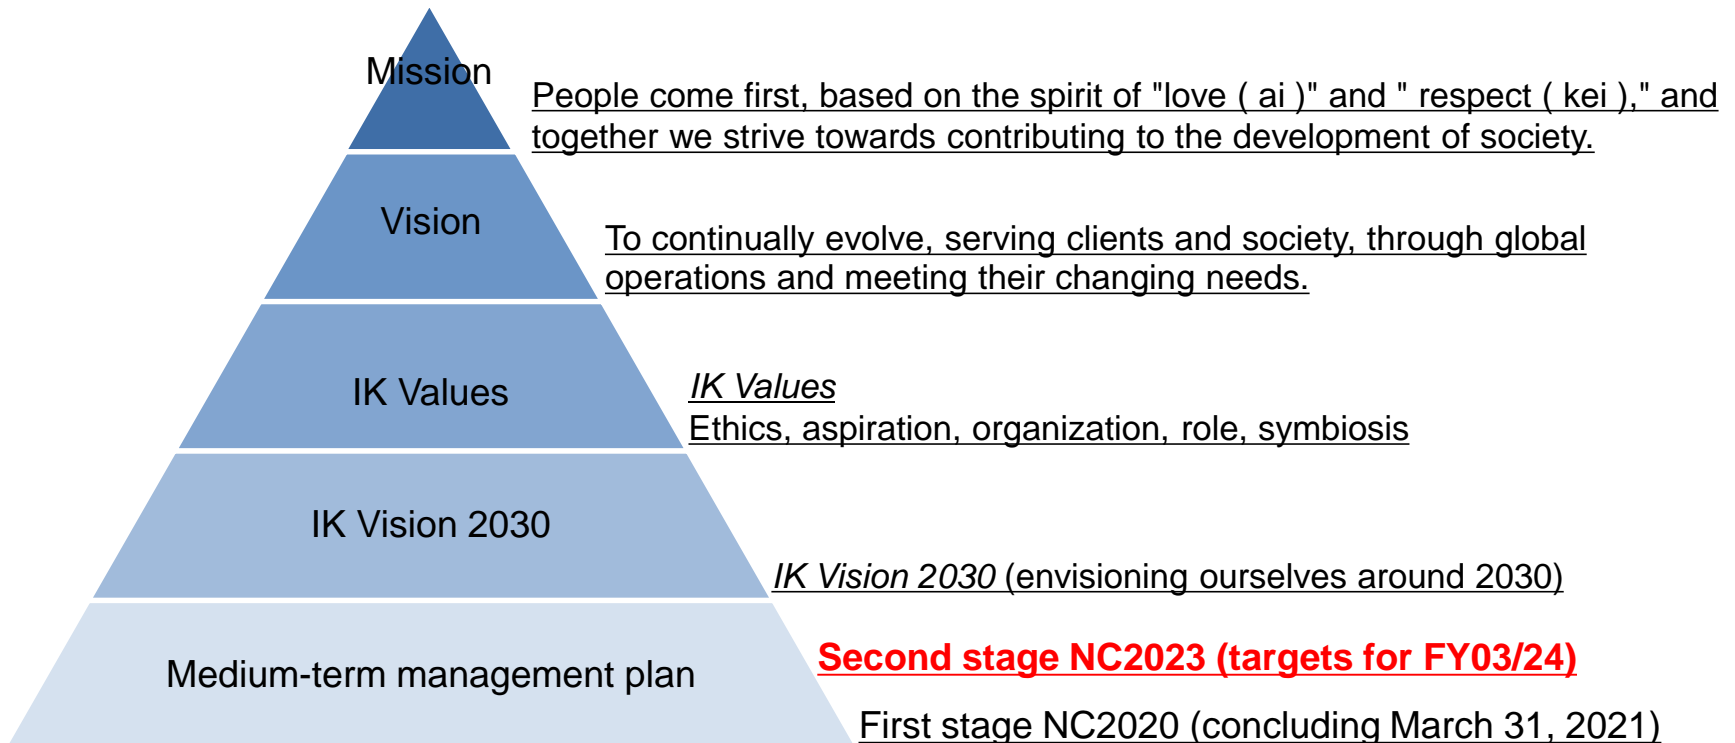 Mission
People come first, based on the spirit of "love ( ai )" and " respect ( kei )," and
together we strive towards contributing to the development of society.
Vision
To continually evolve, serving clients and society, through global
operations and meeting their changing needs.
IK Values
IK Values
Ethics, aspiration, organization, role, symbiosis
IK Vision 2030
IK Vision 2030 (envisioning ourselves around 2030)
Medium-term management plan
Second stage NC2023 (targets for FY03/24)
First stage NC2020 (concluding March 31, 2021)